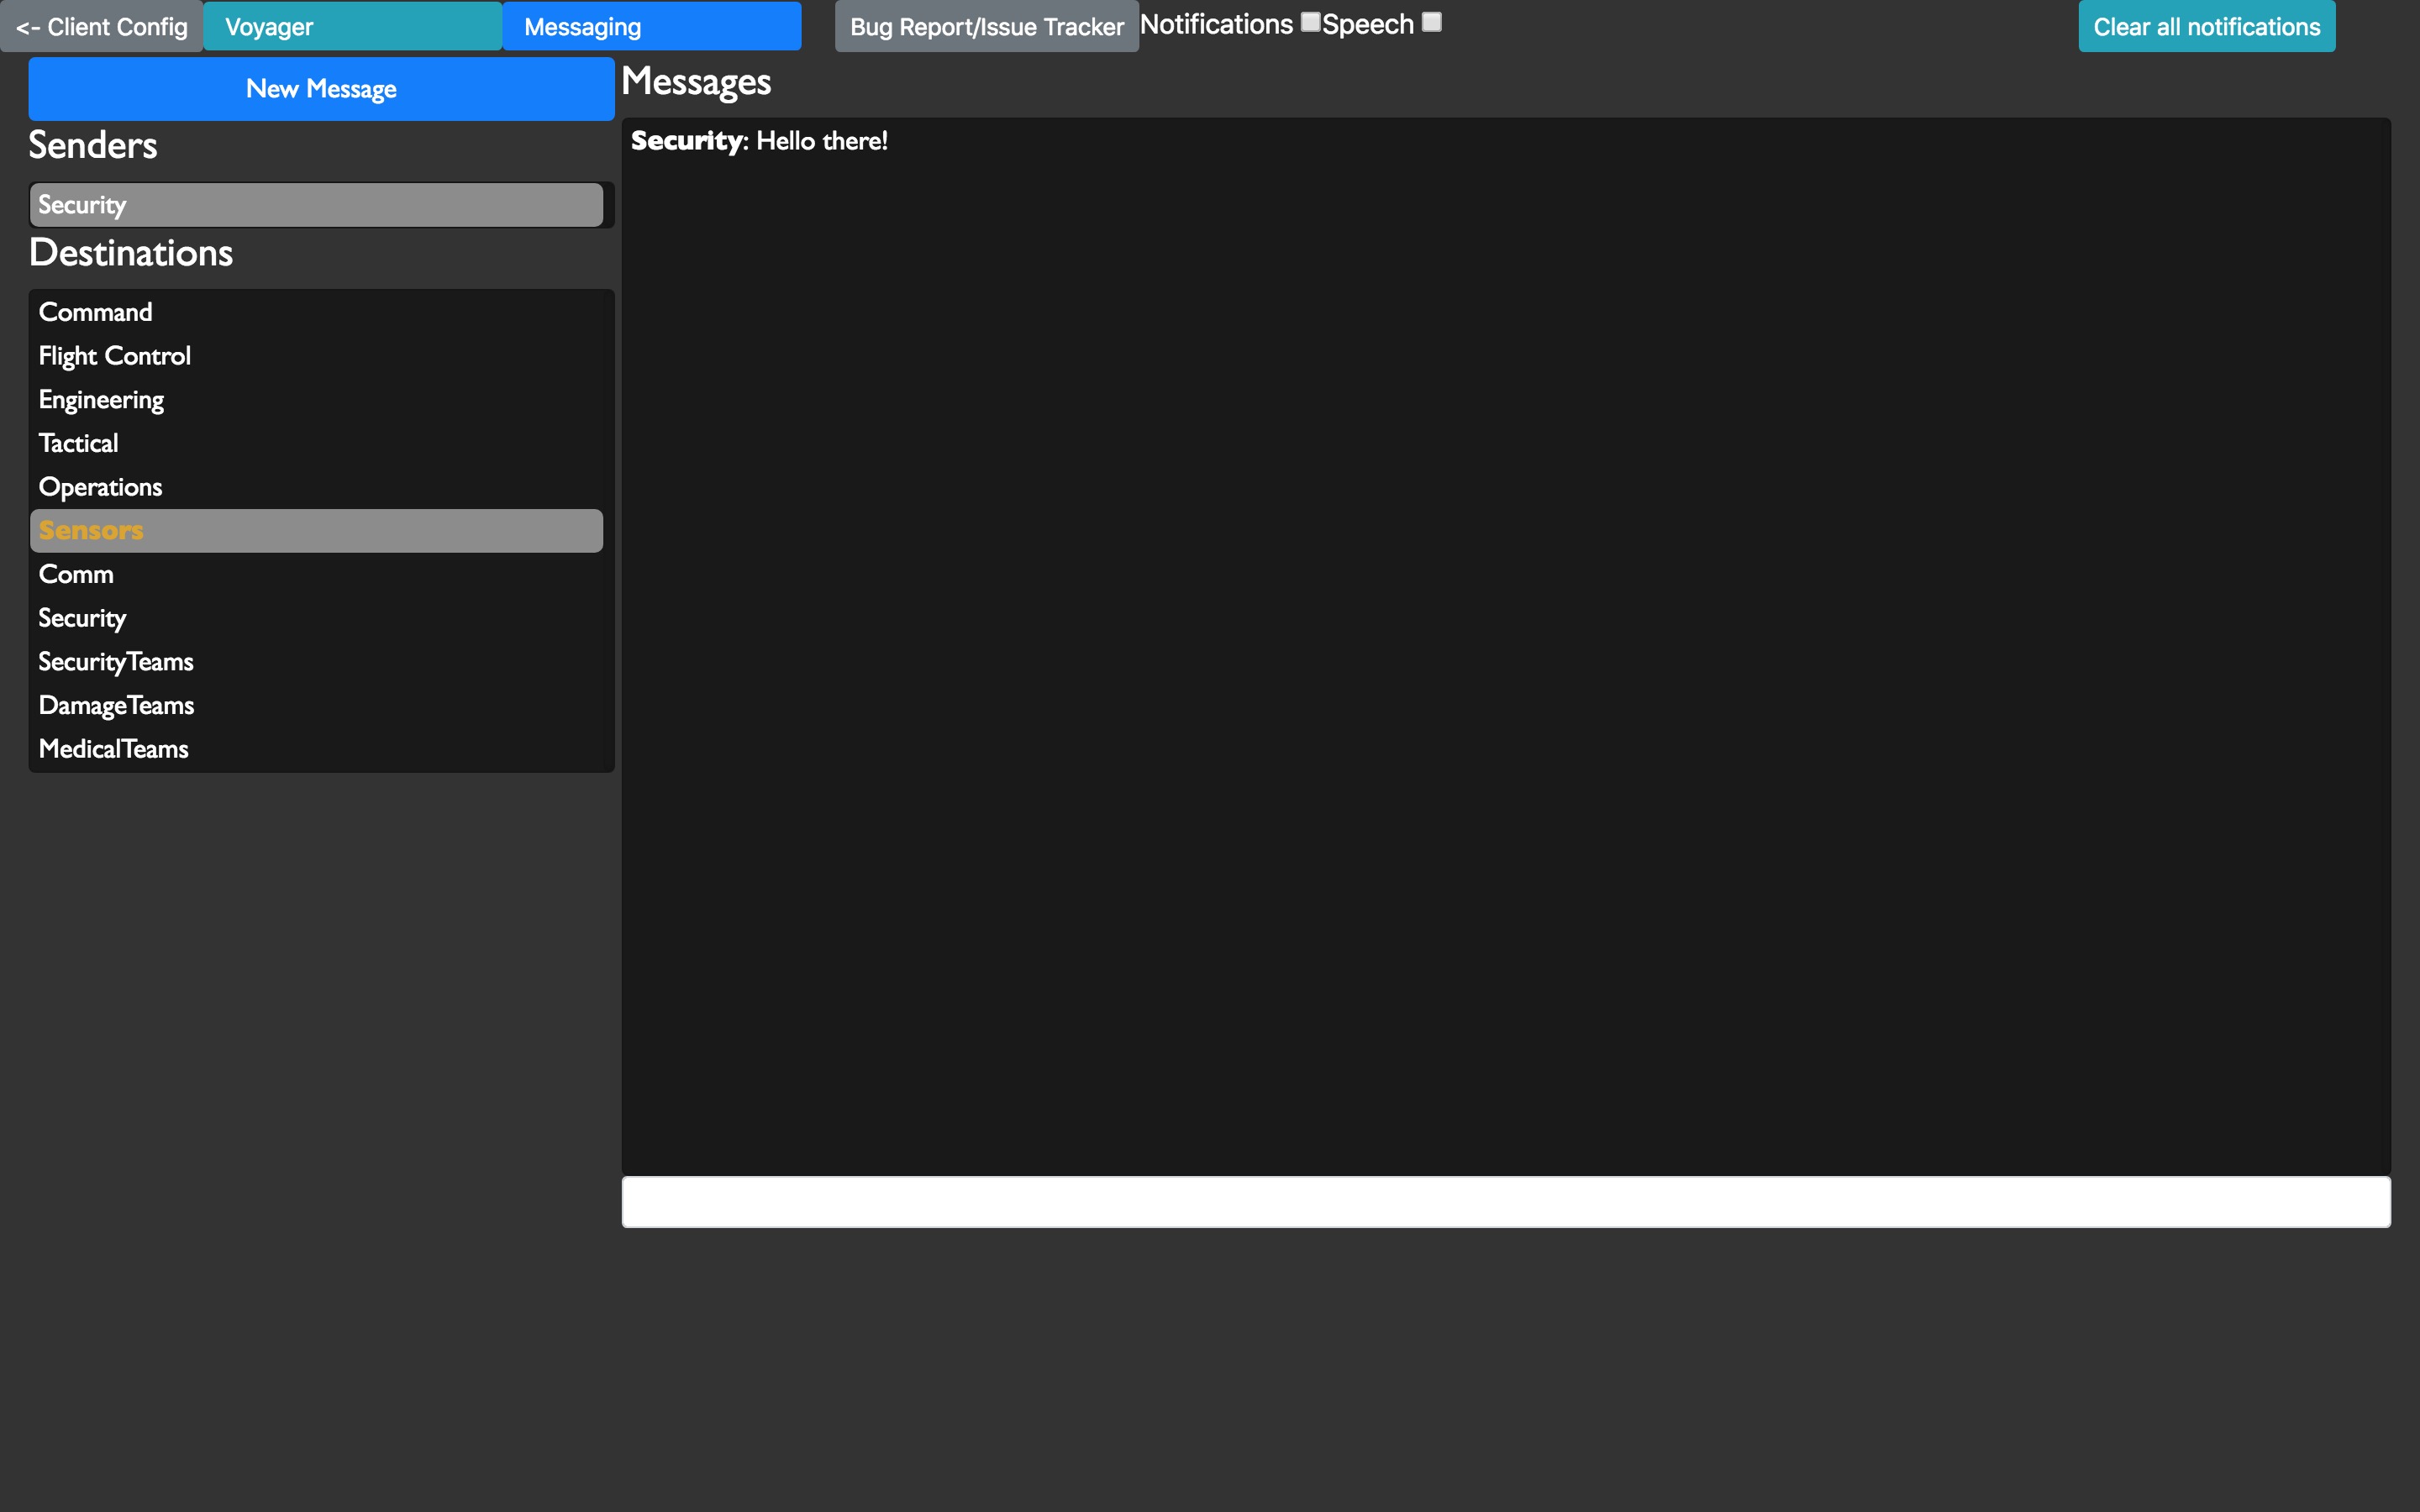 <- Client Config Voyager Messaging Bug Report/Issue Tracker Notifications Speech Clear all notifications
New Message
Senders
Security
Destinations
Command
Flight Control
Engineering
Tactical
Operations
Sensors
Comm
Security
SecurityTeams
DamageTeams
MedicalTeams
Messages
Security: Hello there!